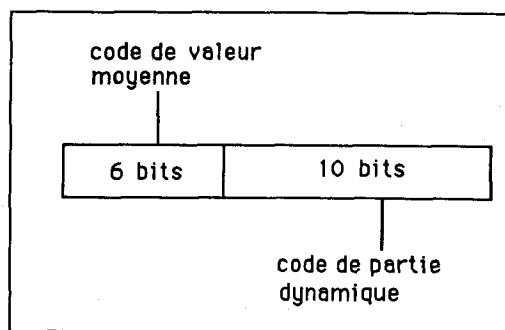 code de valeur
moyenne
6 bits
10 bits
code de partie
dynamique